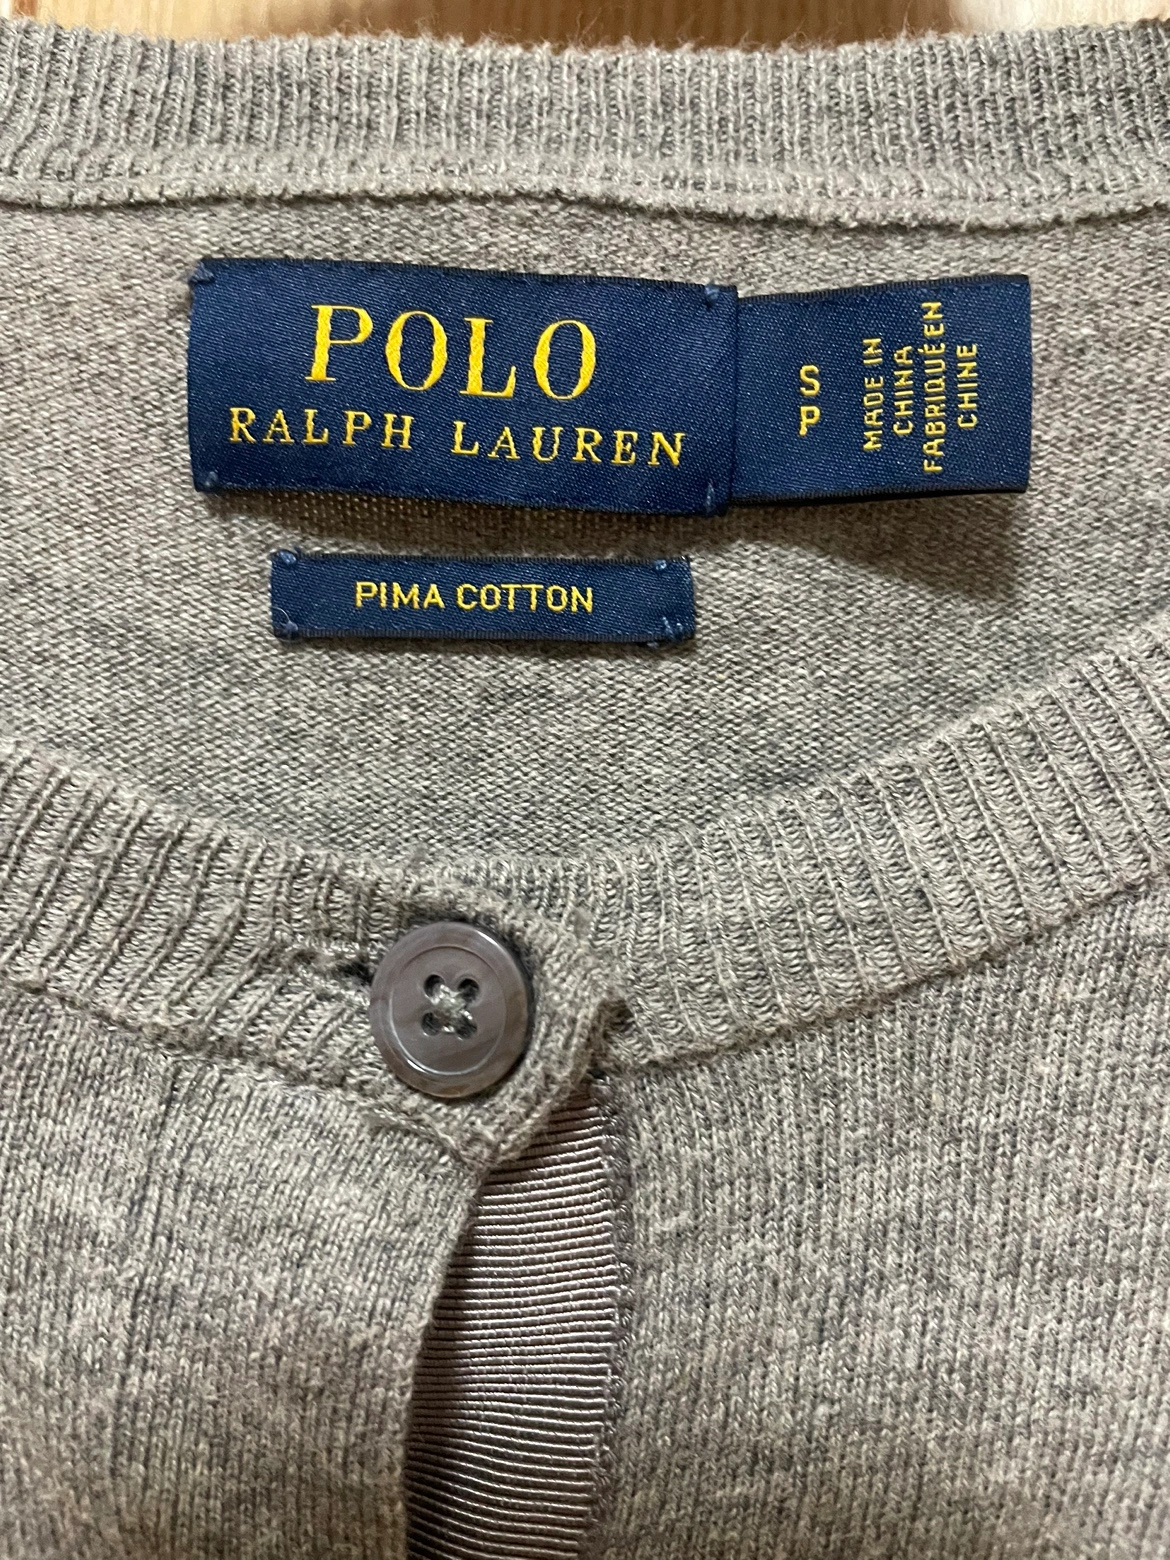 POLO
RALPH LAUREN
S
P
MADE IN
CHINA
FABRIQUÉ EN
CHINE
PIMA COTTON